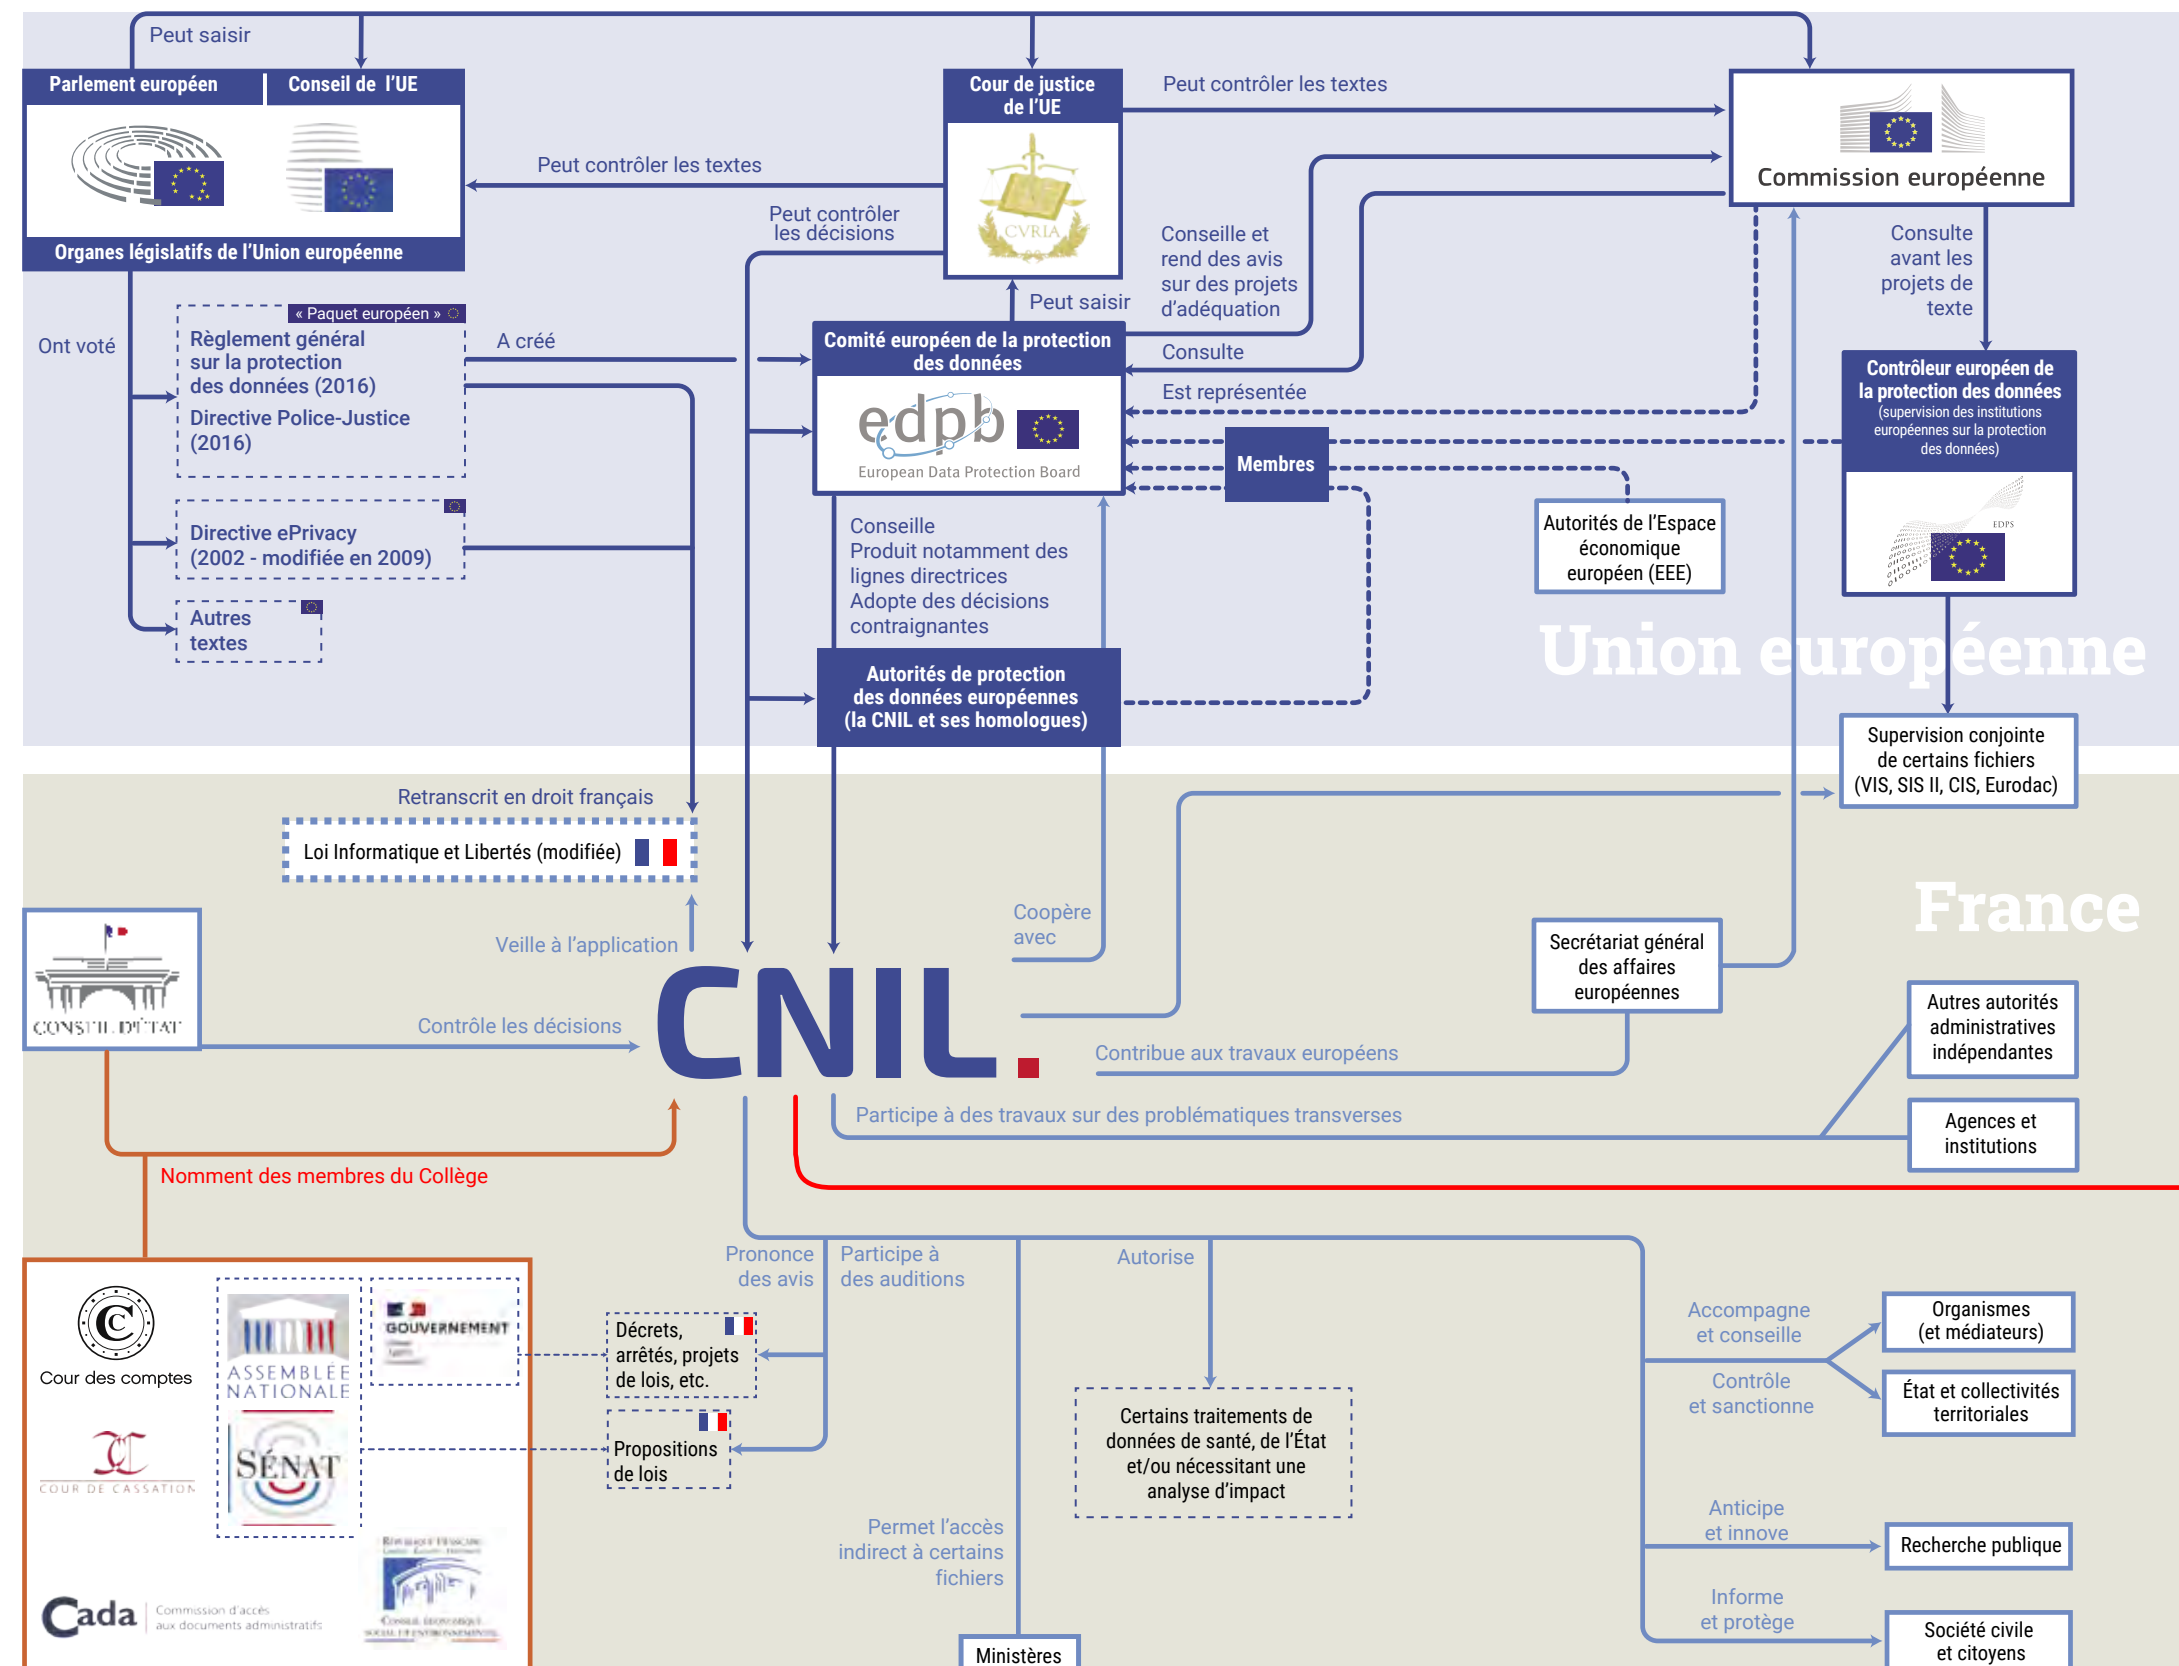 Peut saisir
Parlement européen
Conseil de l'UE
Organes législatifs de l'Union européenne
Cour de justice
de l'UE
CVRIA
Peut contrôler les textes
Commission européenne
Peut contrôler les textes
Peut contrôler
les décisions
Conseille et
rend des avis
sur des projets
d'adéquation
Consulte
avant les
projets de
texte
Peut saisir
Ont voté
« Paquet européen »
Règlement général
sur la protection
des données (2016)
Directive Police-Justice
(2016)
A créé
Comité européen de la protection
des données
edpb
European Data Protection Board
Consulte
Est représentée
Membres
Contrôleur européen de
la protection des données
(supervision des institutions
européennes sur la protection
des données)
EDPS
Directive ePrivacy
(2002 - modifiée en 2009)
Autres
textes
Conseille
Produit notamment des
lignes directrices
Adopte des décisions
contraignantes
Autorités de l'Espace
économique
européen (EEE)
Union européenne
Autorités de protection
des données européennes
(la CNIL et ses homologues)
Supervision conjointe
de certains fichiers
(VIS, SIS II, CIS, Eurodac)
Retranscrit en droit français
Loi Informatique et Libertés (modifiée)
France
CONSEIL D'ÉTAT
Veille à l'application
Coopère
avec
Secrétariat général
des affaires
européennes
CNIL.
Contrôle les décisions
Contribue aux travaux européens
Autres autorités
administratives
indépendantes
Participe à des travaux sur des problématiques transverses
Agences et
institutions
Nomment des membres du Collège
Prononce
des avis
Participe à
des auditions
Autorise
Cour des comptes
ASSEMBLÉE
NATIONALE
GOUVERNEMENT
Décrets,
arrêtés, projets
de lois, etc.
Accompagne
et conseille
Organismes
(et médiateurs)
Contrôle
et sanctionne
État et collectivités
territoriales
COUR DE CASSATION
SÉNAT
Propositions
de lois
Certains traitements de
données de santé, de l'État
et/ou nécessitant une
analyse d'impact
Permet l'accès
indirect à certains
fichiers
Anticipe
et innove
Recherche publique
RÉPUBLIQUE FRANÇAISE
CONSEIL ÉCONOMIQUE
SOCIAL ET ENVIRONNEMENTAL
Cada
Commission d'accès
aux documents administratifs
Informe
et protège
Société civile
et citoyens
Ministères